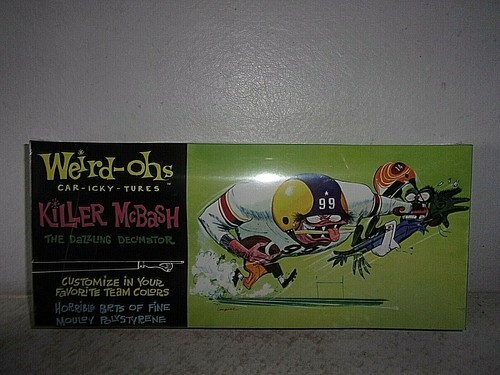 Weird-ohs
CAR-ICKY-TURES
KILLER McBASH
THE DAZZLING DECIMATOR
CUSTOMIZE IN YOUR
FAVORITE TEAM COLORS
HORRIBLE BITS OF FINE
MOULDY POLYSTYRENE
99